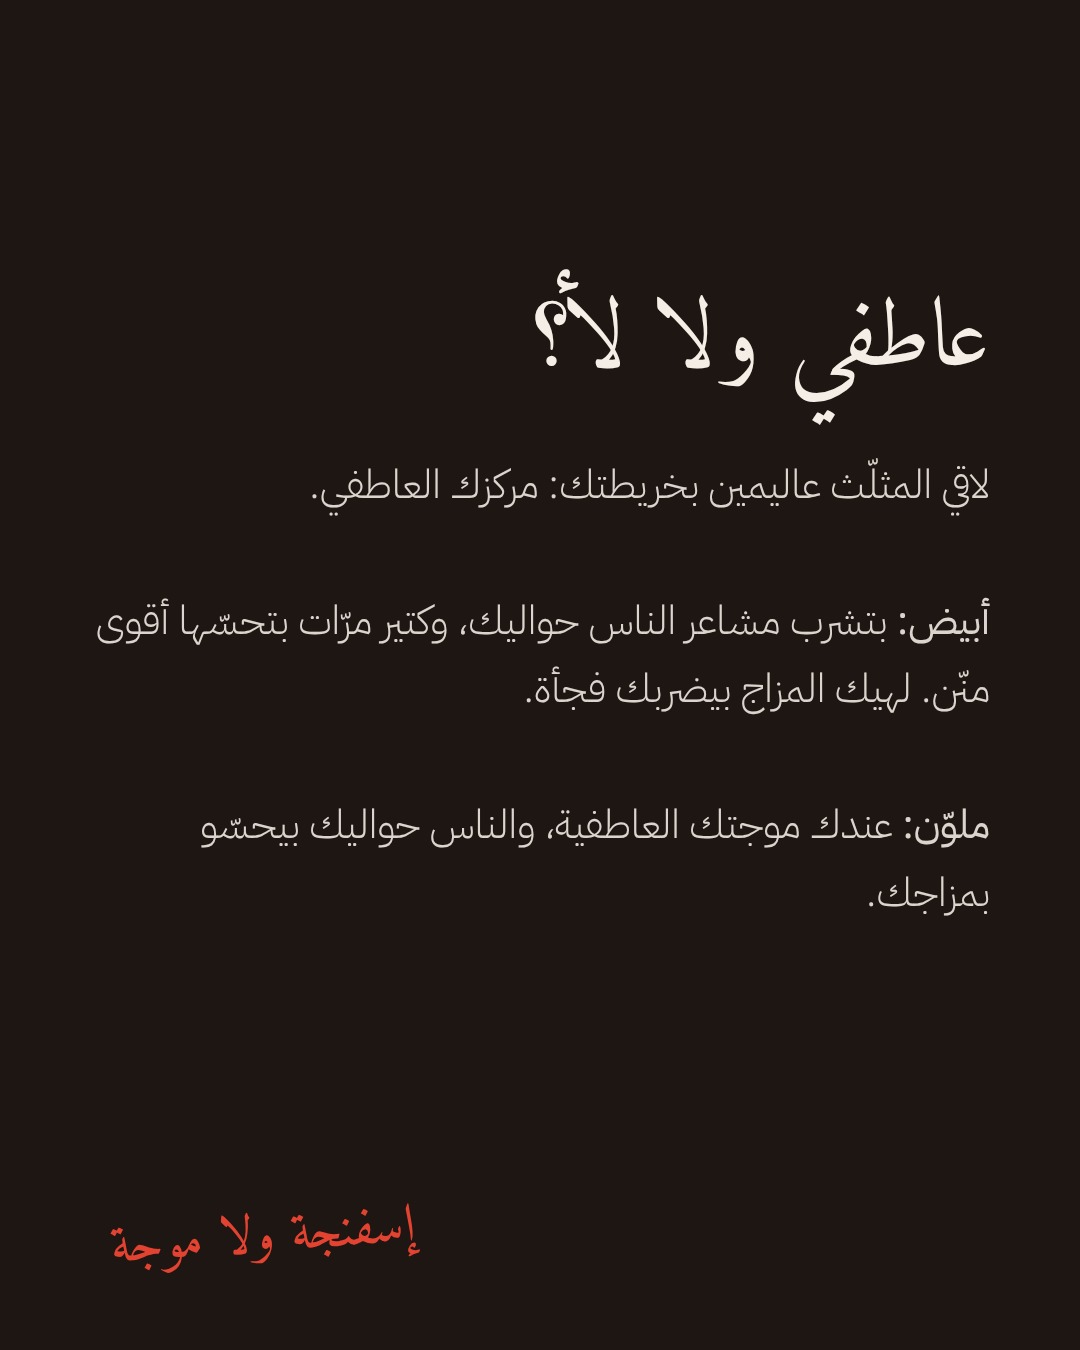 عاطفي ولا لأ؟
لاقي المثلّث عاليمين بخريطتك: مركزك العاطفي.
أبيض: بتشرب مشاعر الناس حواليك، وكتير مرّات بتحسّها أقوى
منّن. لهيك المزاج بيضربك فجأة.
ملوّن: عندك موجتك العاطفية، والناس حواليك بيحسّو
بمزاجك.
إسفنجة ولا موجة